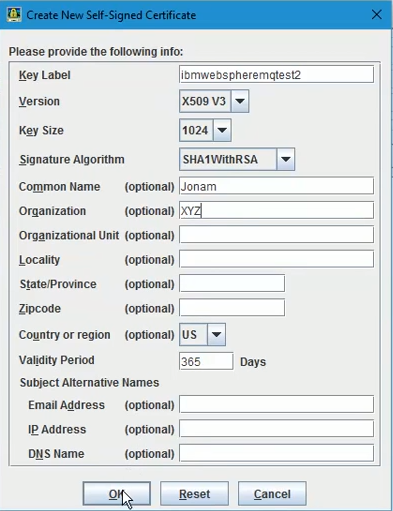 Create New Self-Signed Certificate
Please provide the following info:
Key Label ibmwebspheremqtest2
Version X509 V3
Key Size 1024
Signature Algorithm SHA1WithRSA
Common Name (optional) Jonam
Organization (optional) XYZ
Organizational Unit (optional)
Locality (optional)
State/Province (optional)
Zipcode (optional)
Country or region (optional) US
Validity Period 365 Days
Subject Alternative Names
Email Address (optional)
IP Address (optional)
DNS Name (optional)
OK Reset Cancel